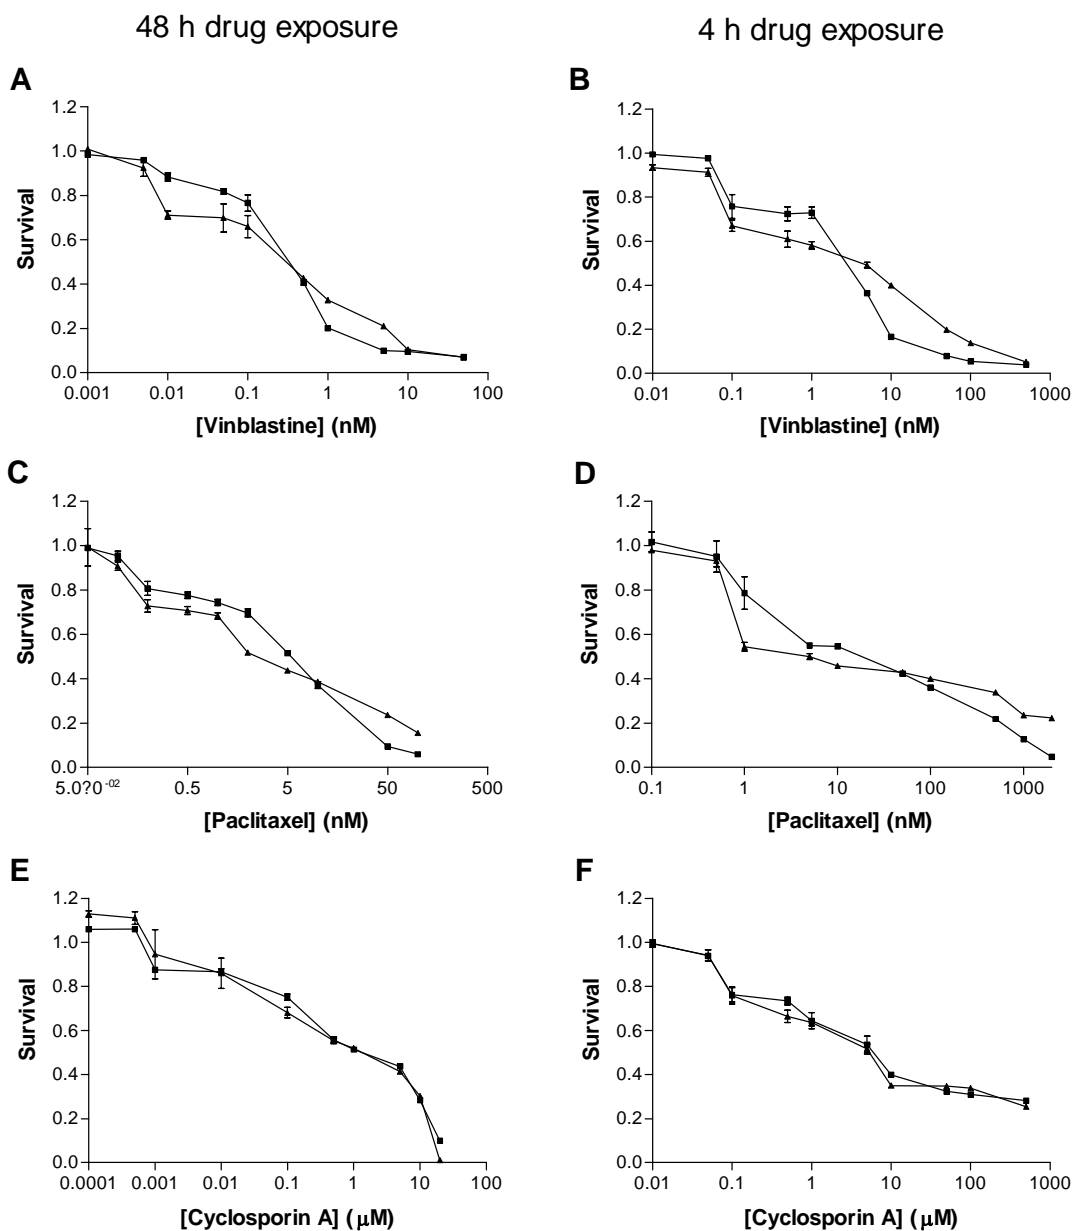 48 h drug exposure
4 h drug exposure
A
B
1.2
1.0
0.8
0.6
0.4
0.2
0.0
Survival
0.001 0.01 0.1 1 10 100
[Vinblastine] (nM)
1.2
1.0
0.8
0.6
0.4
0.2
0.0
Survival
0.01 0.1 1 10 100 1000
[Vinblastine] (nM)
C
D
1.2
1.0
0.8
0.6
0.4
0.2
0.0
Survival
5.0?0⁻⁰² 0.5 5 50 500
[Paclitaxel] (nM)
1.2
1.0
0.8
0.6
0.4
0.2
0.0
Survival
0.1 1 10 100 1000
[Paclitaxel] (nM)
E
F
1.2
1.0
0.8
0.6
0.4
0.2
0.0
Survival
0.0001 0.001 0.01 0.1 1 10 100
[Cyclosporin A] (μM)
1.2
1.0
0.8
0.6
0.4
0.2
0.0
Survival
0.01 0.1 1 10 100 1000
[Cyclosporin A] (μM)